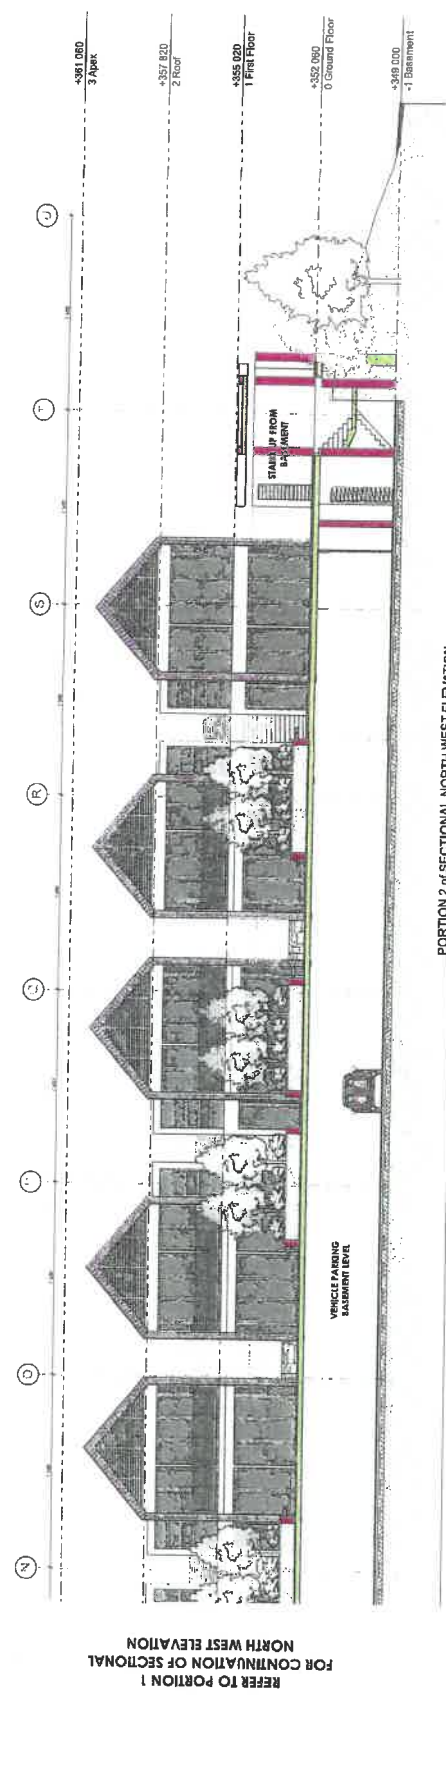 +361 060
3 Apex
+357 820
2 Roof
+355 020
1 First Floor
+352 060
0 Ground Floor
+349 000
-1 Basement
T
S
R
Q
P
O
N
STAIRS UP FROM
BASEMENT
VEHICLE PARKING
BASEMENT LEVEL
PORTION 2 of SECTIONAL NORTH WEST ELEVATION
REFER TO PORTION 1
FOR CONTINUATION OF SECTIONAL
NORTH WEST ELEVATION